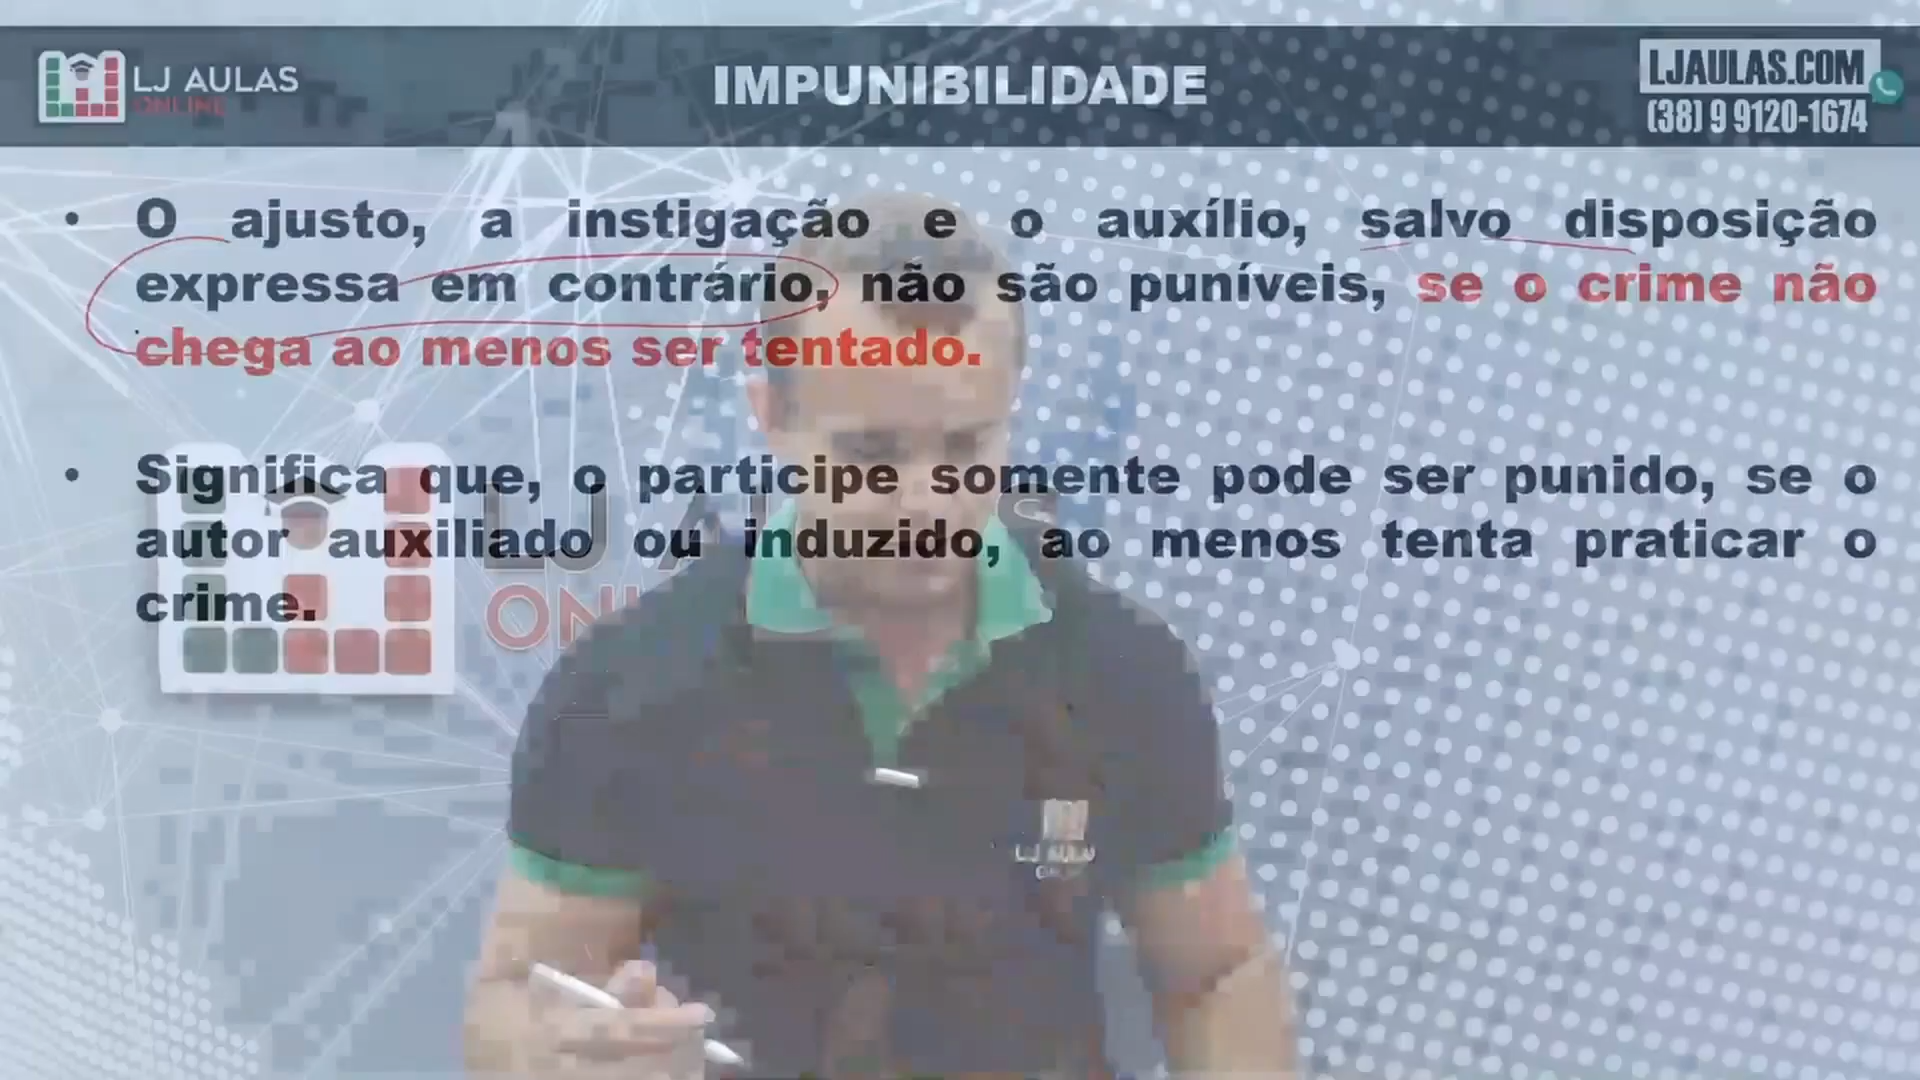 LJ AULAS
ONLINE
IMPUNIBILIDADE
LJAULAS.COM
(38) 9 9120-1674
• O ajusto, a instigação e o auxílio, salvo disposição
expressa em contrário, não são puníveis, se o crime não
chega ao menos ser tentado.
• Significa que, o participe somente pode ser punido, se o
autor auxiliado ou induzido, ao menos tenta praticar o
crime.
LJ AULAS